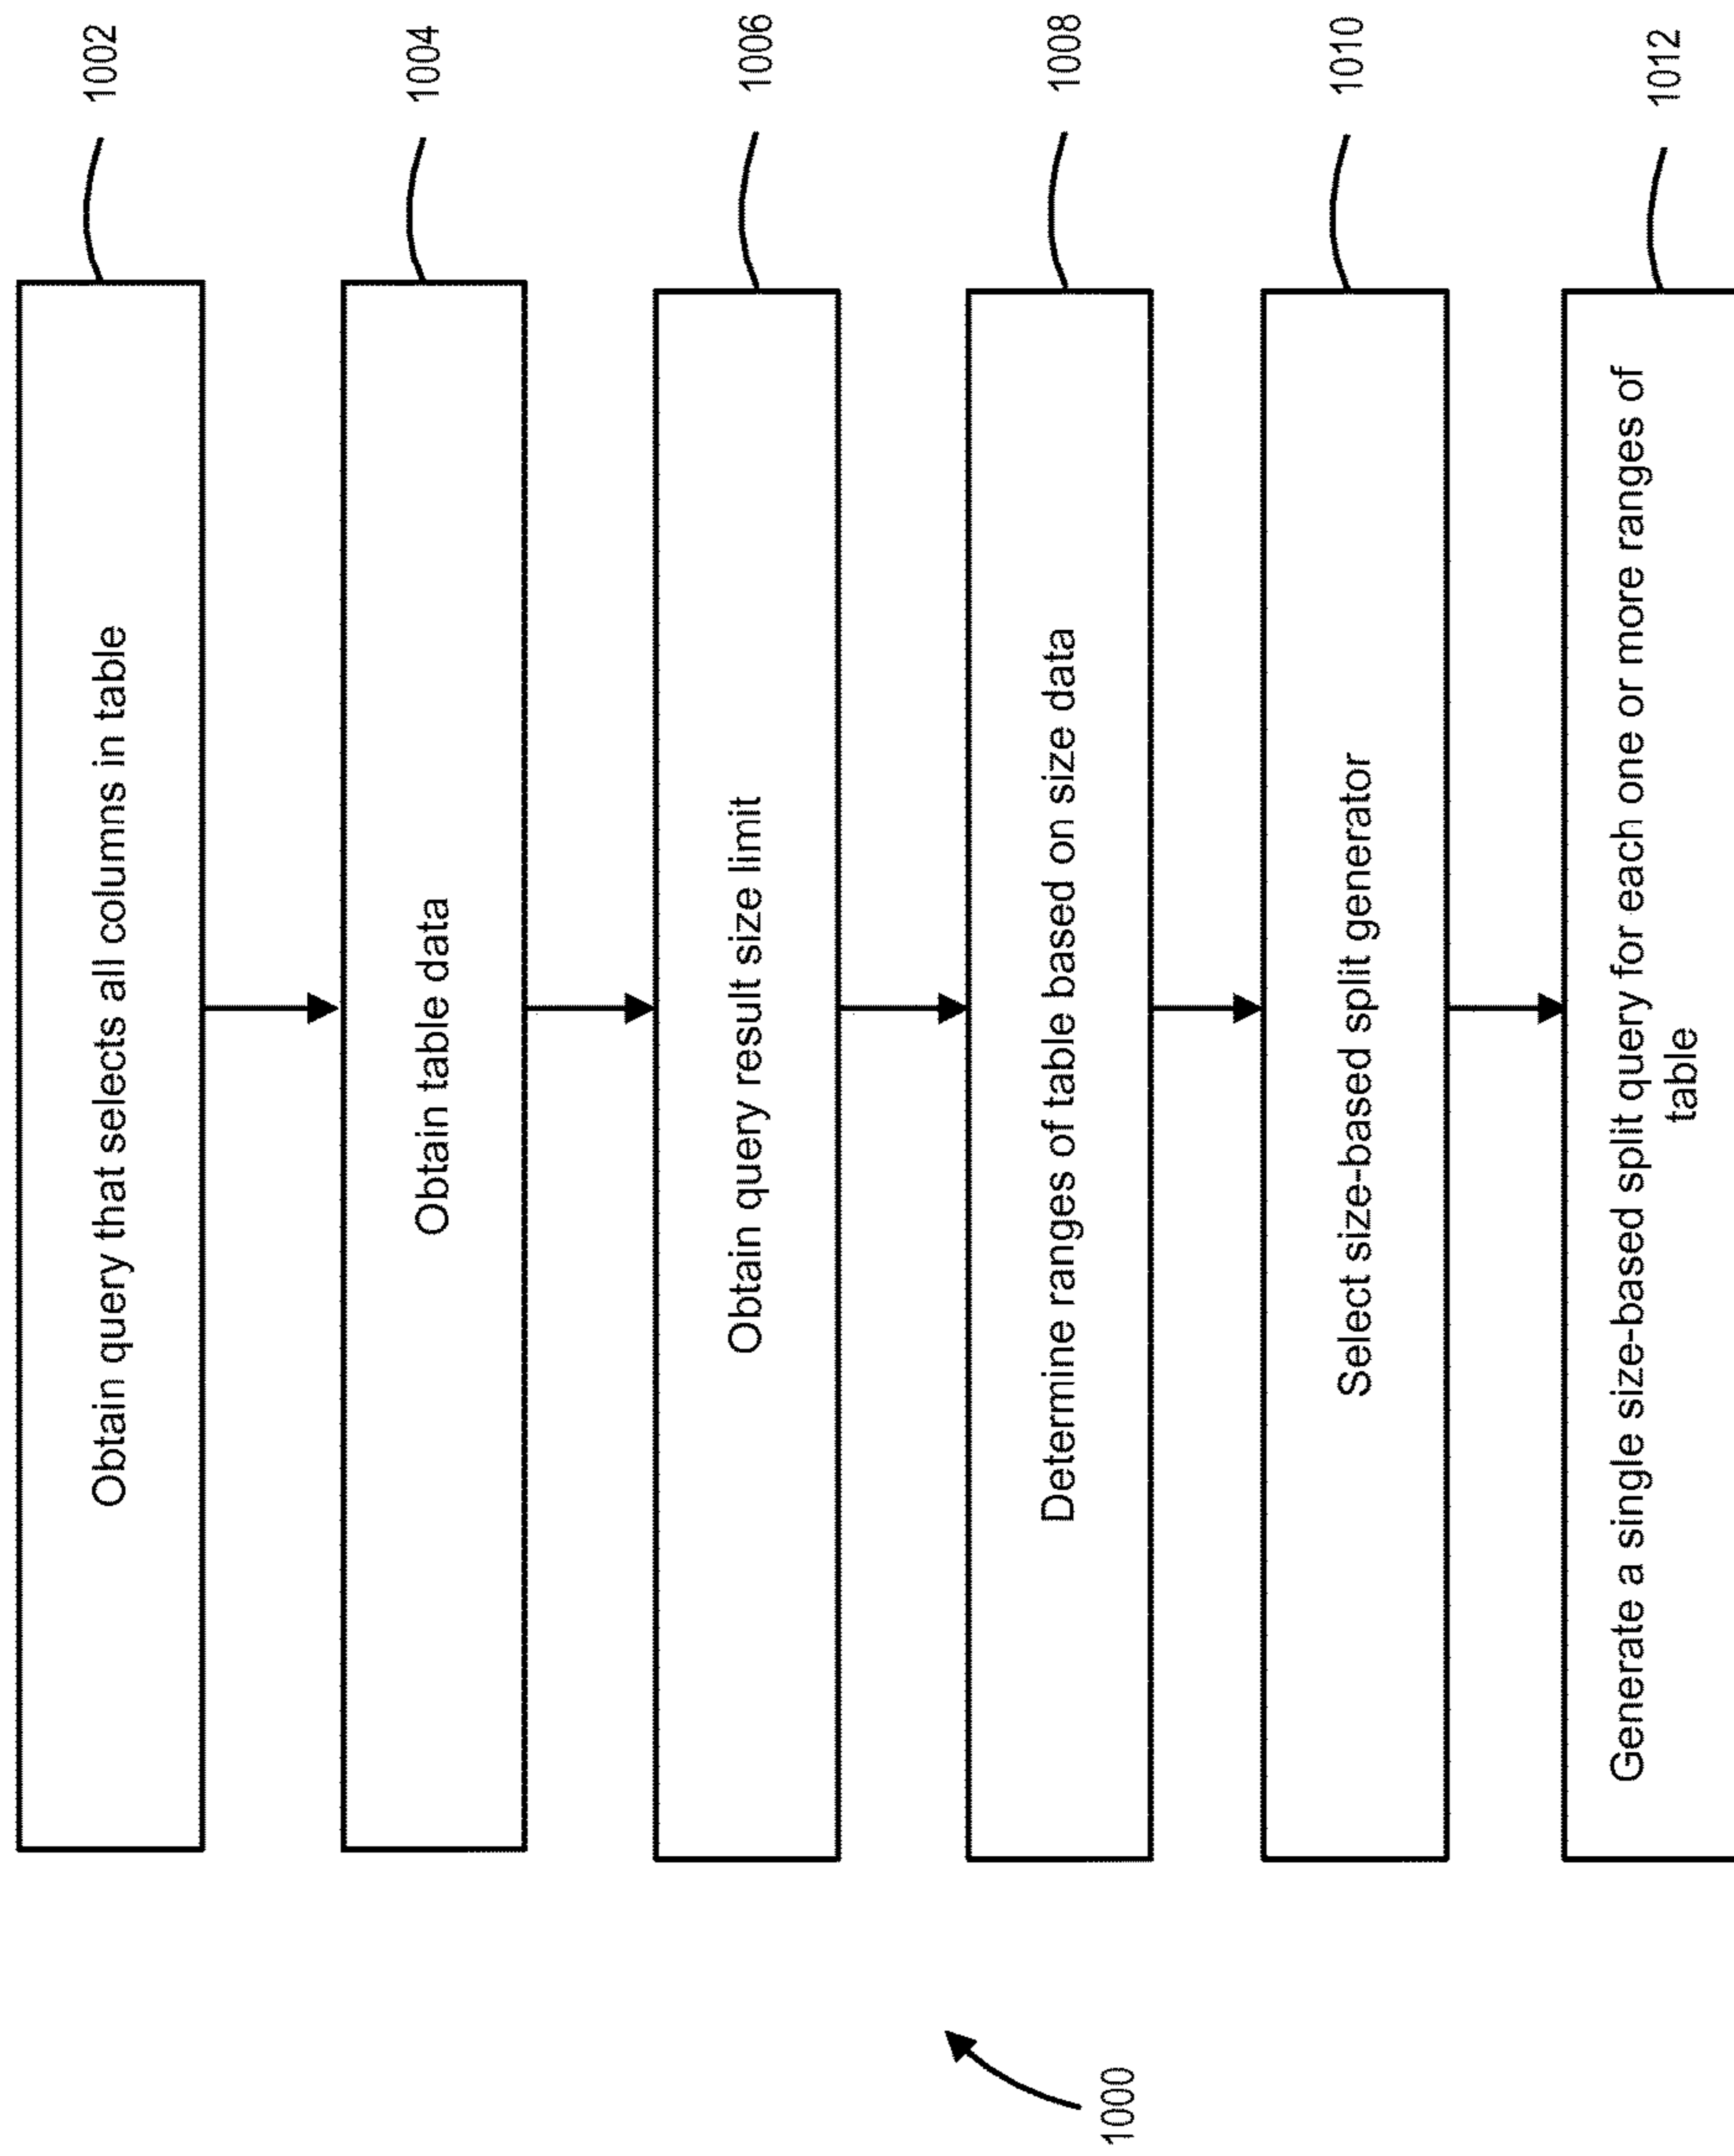 1000
Obtain query that selects all columns in table
1002
Obtain table data
1004
Obtain query result size limit
1006
Determine ranges of table based on size data
1008
Select size-based split generator
1010
Generate a single size-based split query for each one or more ranges of
table
1012